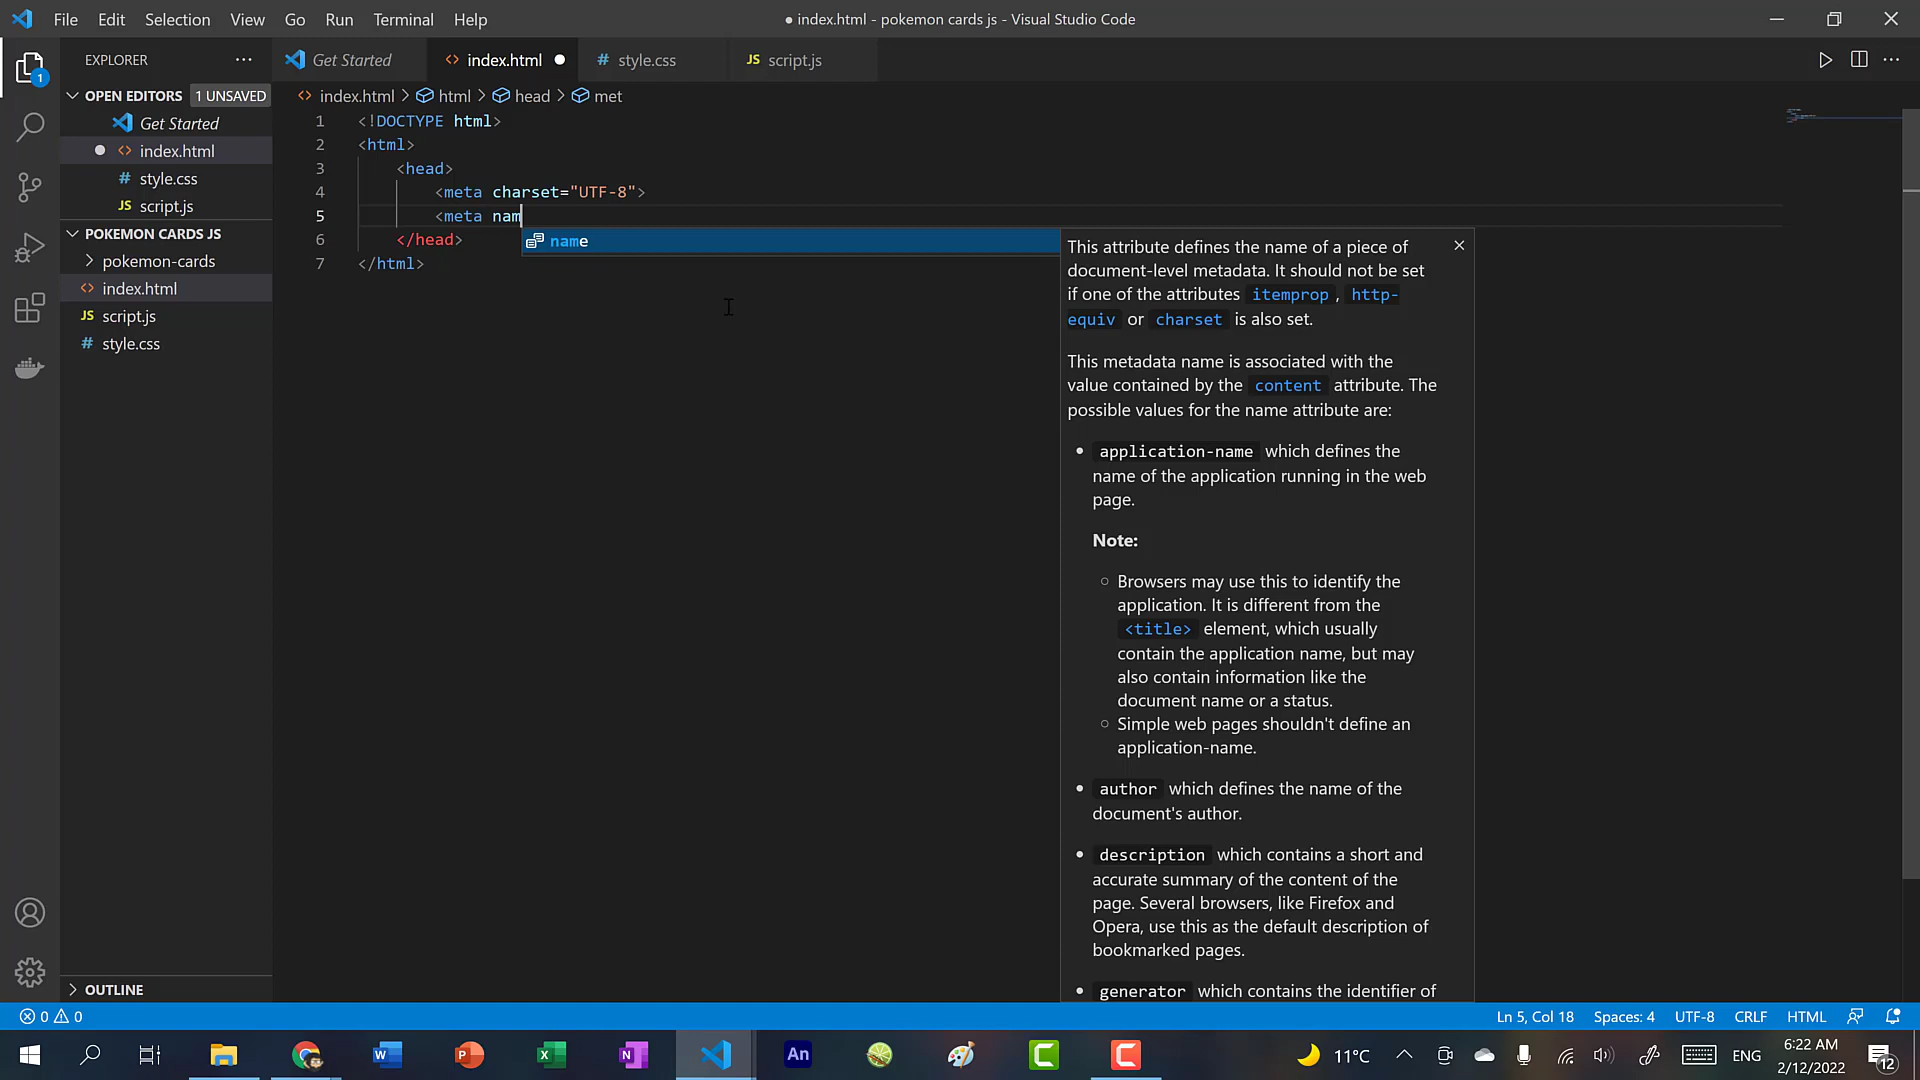 File Edit Selection View Go Run Terminal Help
● index.html - pokemon cards js - Visual Studio Code
EXPLORER
Get Started
index.html
# style.css
JS script.js
1
OPEN EDITORS
1 UNSAVED
Get Started
index.html
# style.css
JS script.js
POKEMON CARDS JS
pokemon-cards
index.html
JS script.js
# style.css
OUTLINE
index.html > html > head > met
1 <!DOCTYPE html>
2 <html>
3 <head>
4 <meta charset="UTF-8">
5 <meta nam
6 </head>
7 </html>
name
This attribute defines the name of a piece of
document-level metadata. It should not be set
if one of the attributes itemprop, http-
equiv or charset is also set.
This metadata name is associated with the
value contained by the content attribute. The
possible values for the name attribute are:
• application-name which defines the
name of the application running in the web
page.
Note:
○ Browsers may use this to identify the
application. It is different from the
<title> element, which usually
contain the application name, but may
also contain information like the
document name or a status.
○ Simple web pages shouldn't define an
application-name.
• author which defines the name of the
document's author.
• description which contains a short and
accurate summary of the content of the
page. Several browsers, like Firefox and
Opera, use this as the default description of
bookmarked pages.
• generator which contains the identifier of
0 0
Ln 5, Col 18 Spaces: 4 UTF-8 CRLF HTML
W P X N An C C
11°C
ENG
6:22 AM
2/12/2022
12